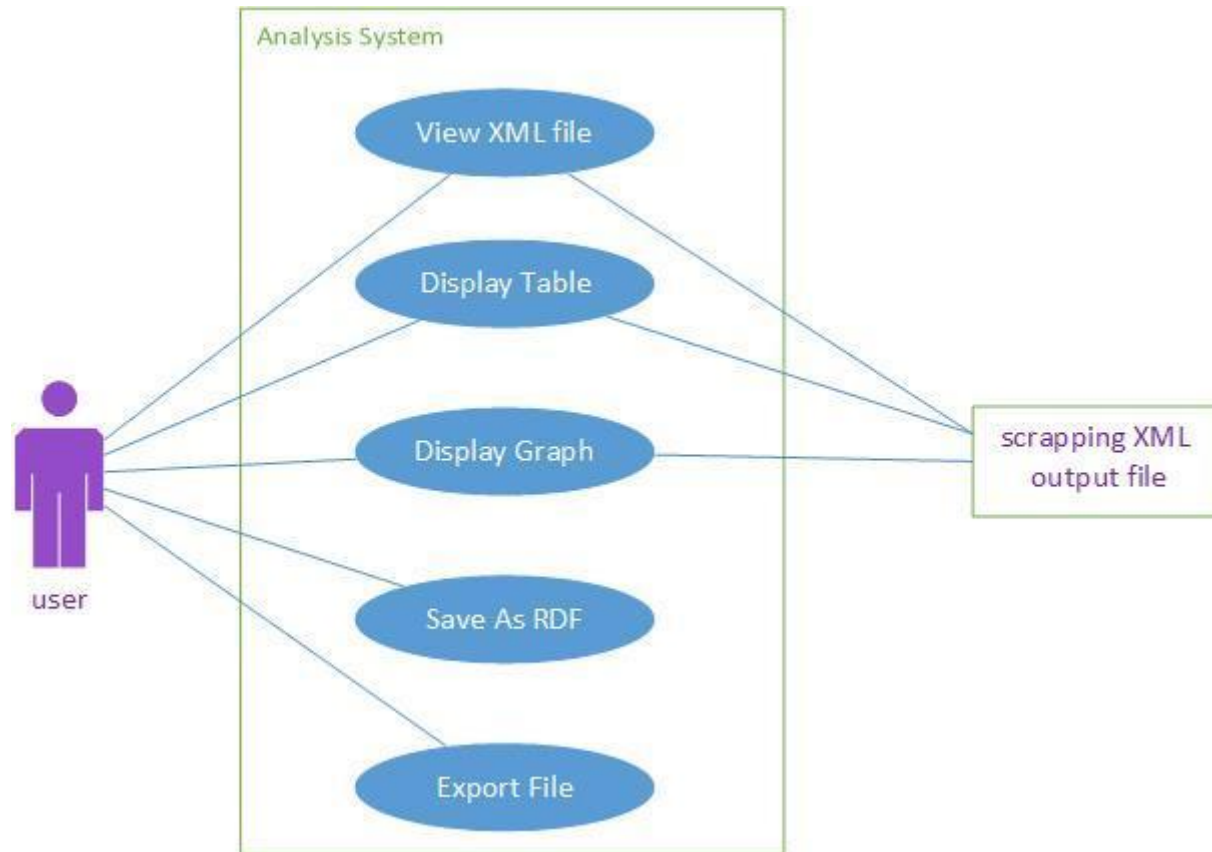 Analysis System
View XML file
Display Table
Display Graph
scrapping XML
output file
user
Save As RDF
Export File